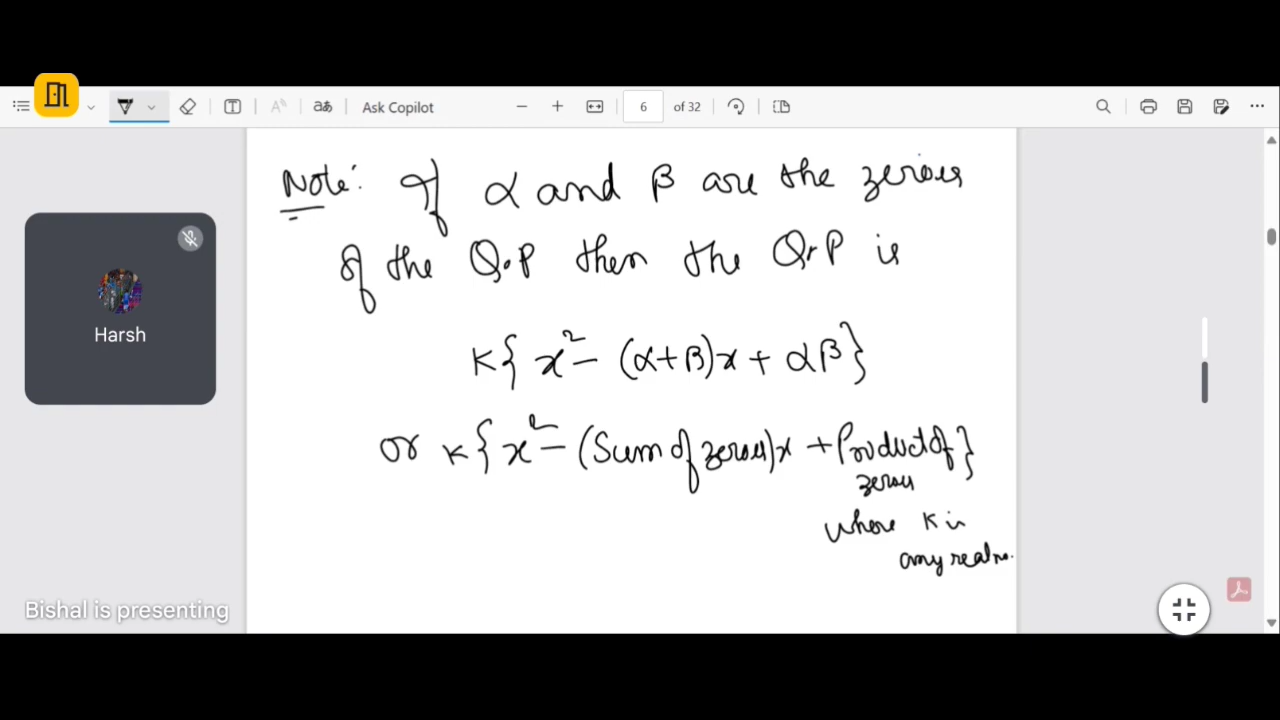 Ask Copilot
6 of 32
Note: If α and β are the zeroes
of the Q.P then the Q.P is
K{ x² - (α+β)x + αβ}
or K{ x² - (Sum of zeroes)x + Product of}
zeroes
where K is
any real no.
Harsh
Bishal is presenting